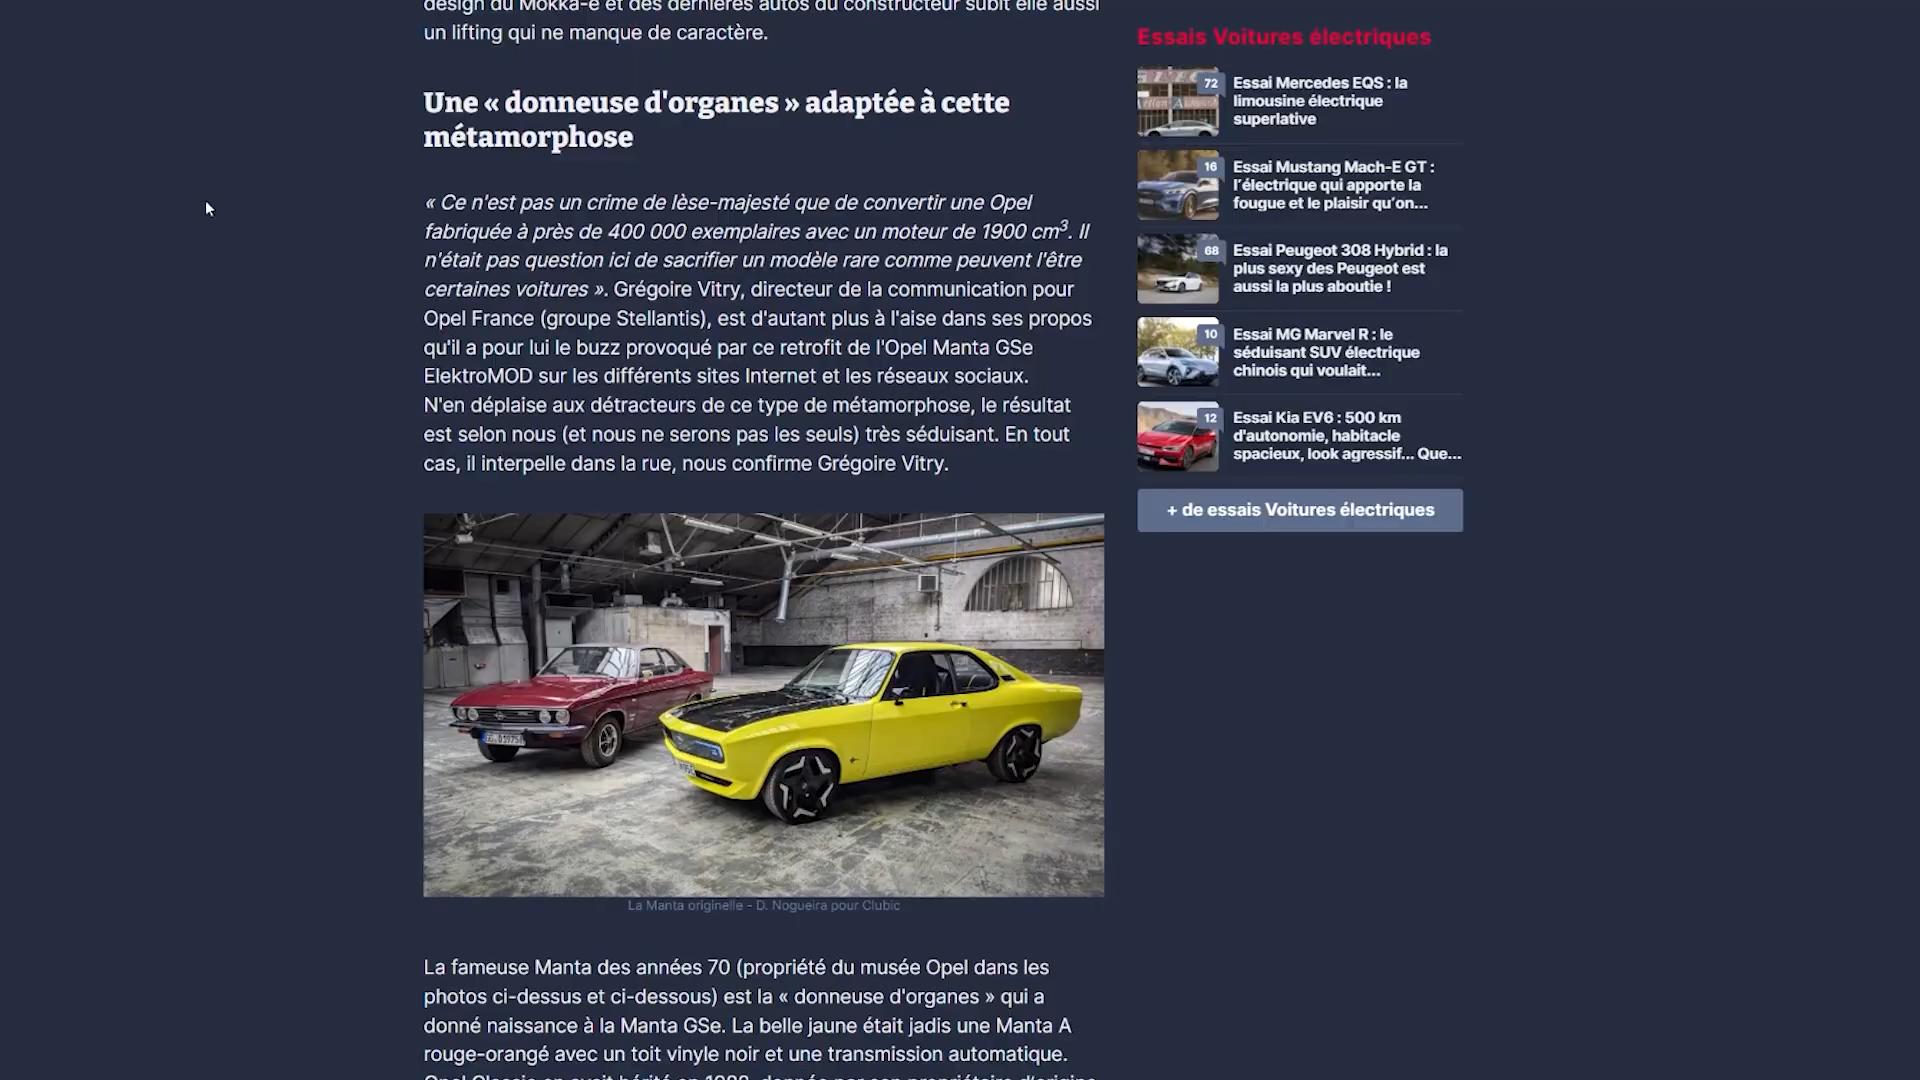 design du Mokka-e et des dernières autos du constructeur subit elle aussi
un lifting qui ne manque de caractère.
Une « donneuse d'organes » adaptée à cette
métamorphose
« Ce n'est pas un crime de lèse-majesté que de convertir une Opel
fabriquée à près de 400 000 exemplaires avec un moteur de 1900 cm³. Il
n'était pas question ici de sacrifier un modèle rare comme peuvent l'être
certaines voitures ». Grégoire Vitry, directeur de la communication pour
Opel France (groupe Stellantis), est d'autant plus à l'aise dans ses propos
qu'il a pour lui le buzz provoqué par ce retrofit de l'Opel Manta GSe
ElektroMOD sur les différents sites Internet et les réseaux sociaux.
N'en déplaise aux détracteurs de ce type de métamorphose, le résultat
est selon nous (et nous ne serons pas les seuls) très séduisant. En tout
cas, il interpelle dans la rue, nous confirme Grégoire Vitry.
La Manta originelle - D. Nogueira pour Clubic
La fameuse Manta des années 70 (propriété du musée Opel dans les
photos ci-dessus et ci-dessous) est la « donneuse d'organes » qui a
donné naissance à la Manta GSe. La belle jaune était jadis une Manta A
rouge-orangé avec un toit vinyle noir et une transmission automatique.
Essais Voitures électriques
72
Essai Mercedes EQS : la
limousine électrique
superlative
16
Essai Mustang Mach-E GT :
l'électrique qui apporte la
fougue et le plaisir qu'on...
68
Essai Peugeot 308 Hybrid : la
plus sexy des Peugeot est
aussi la plus aboutie !
10
Essai MG Marvel R : le
séduisant SUV électrique
chinois qui voulait...
12
Essai Kia EV6 : 500 km
d'autonomie, habitacle
spacieux, look agressif... Que...
+ de essais Voitures électriques